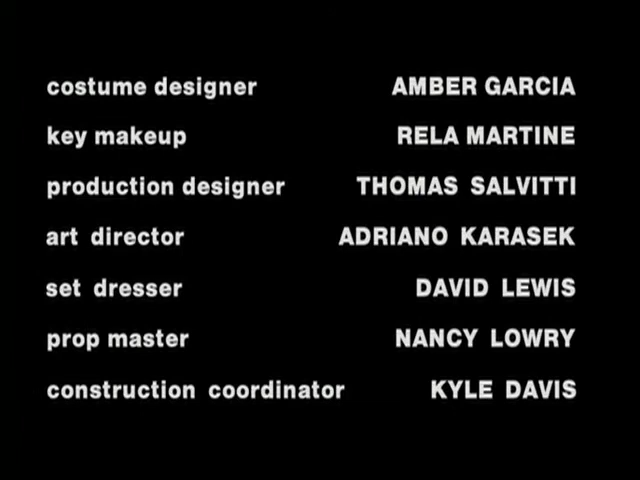 costume designer AMBER GARCIA
key makeup RELA MARTINE
production designer THOMAS SALVITTI
art director ADRIANO KARASEK
set dresser DAVID LEWIS
prop master NANCY LOWRY
construction coordinator KYLE DAVIS